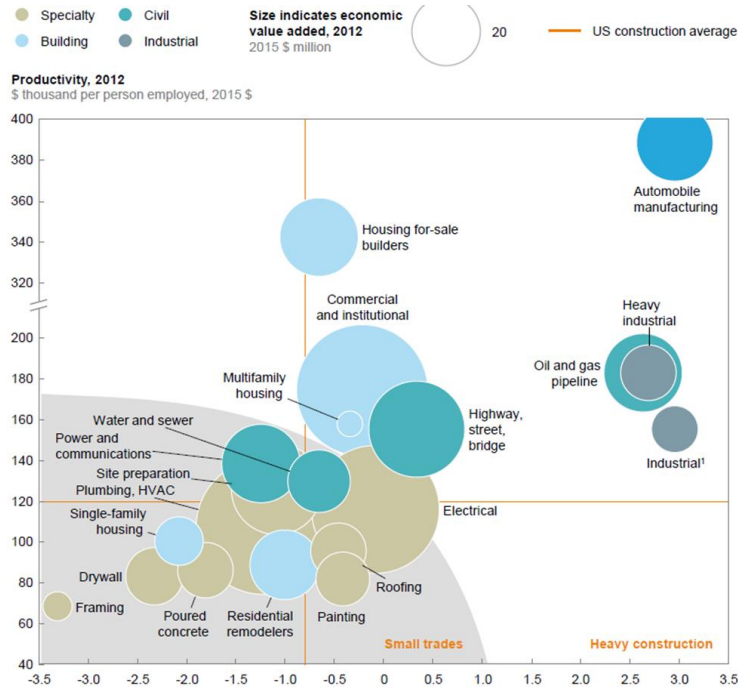 Specialty
Civil
Building
Industrial
Size indicates economic
value added, 2012
2015 $ million
20
US construction average
Productivity, 2012
$ thousand per person employed, 2015 $
400
380
360
340
320
200
180
160
140
120
100
80
60
40
Automobile
manufacturing
Housing for-sale
builders
Commercial
and institutional
Heavy
industrial
Oil and gas
pipeline
Multifamily
housing
Water and sewer
Highway,
street,
bridge
Power and
communications
Industrial¹
Site preparation
Plumbing, HVAC
Electrical
Single-family
housing
Drywall
Framing
Roofing
Poured
concrete
Residential
remodelers
Painting
Small trades
Heavy construction
-3.5 -3.0 -2.5 -2.0 -1.5 -1.0 -0.5 0 0.5 1.0 1.5 2.0 2.5 3.0 3.5